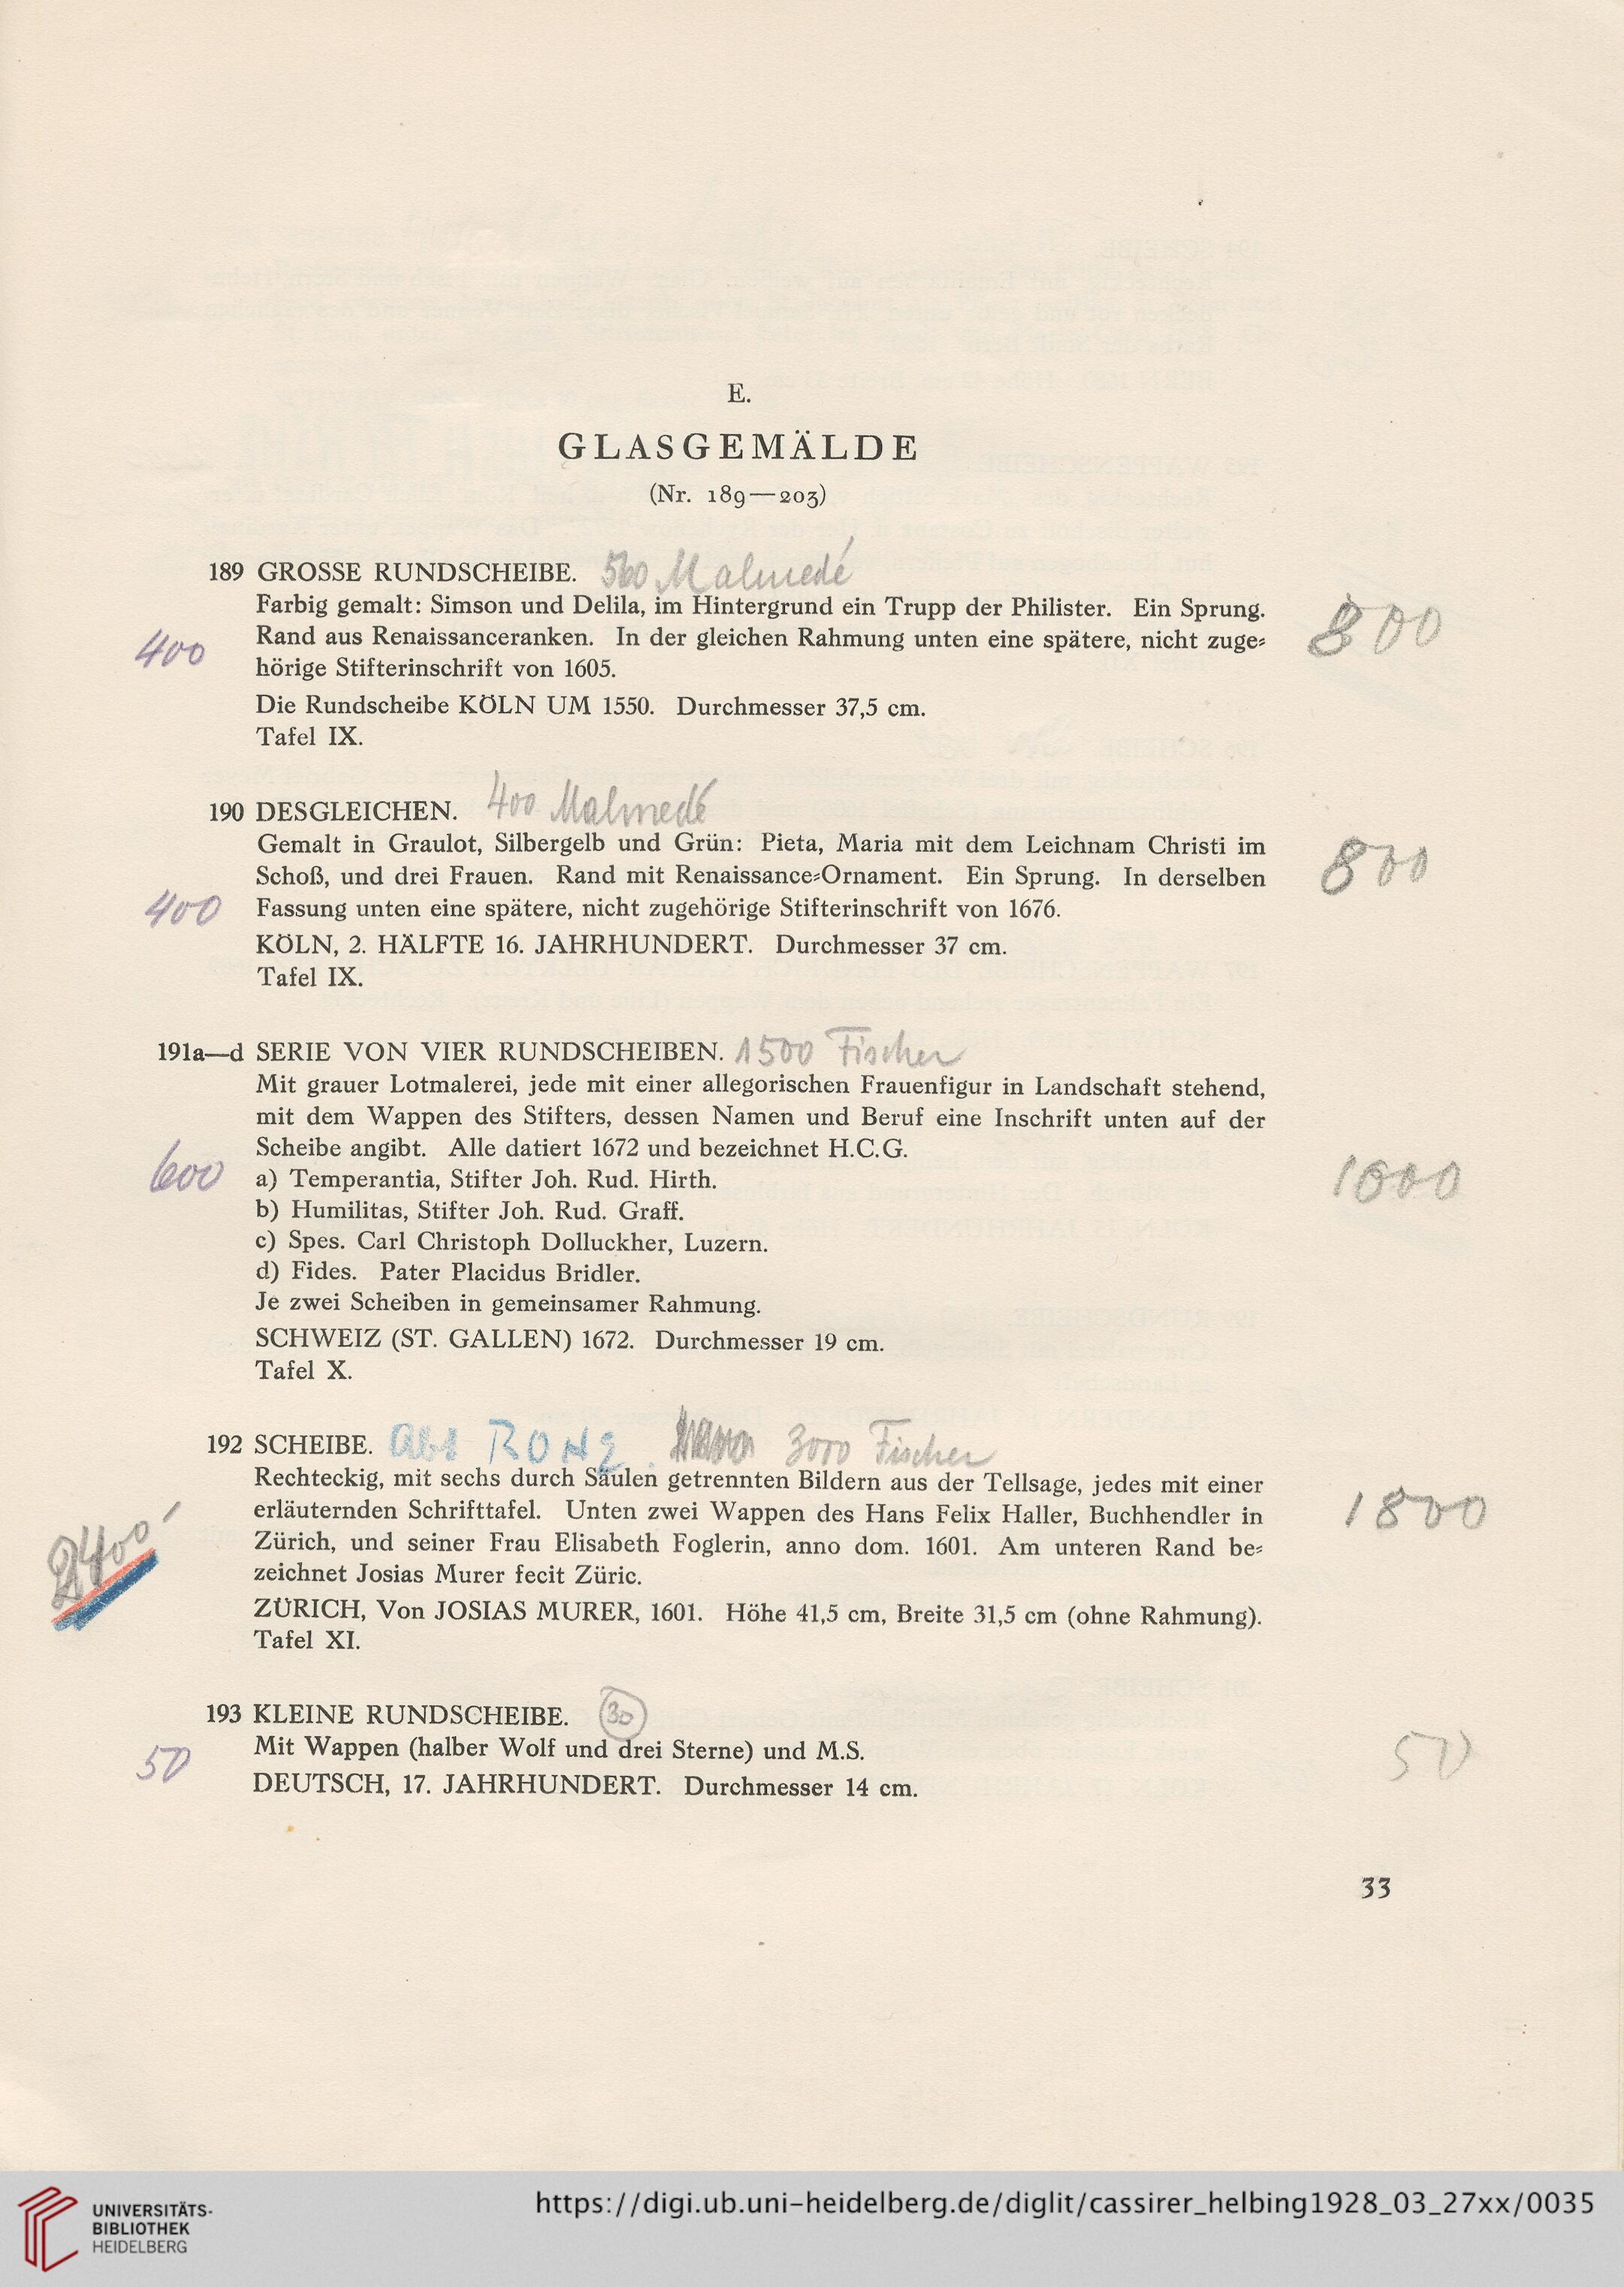 E.
GLASGEMÄLDE
(Nr. 189—203)
189 GROSSE RUNDSCHEIBE. 560 Malmedé
Farbig gemalt: Simson und Delila, im Hintergrund ein Trupp der Philister. Ein Sprung.
800
400 Rand aus Renaissanceranken. In der gleichen Rahmung unten eine spätere, nicht zuge⸗
hörige Stifterinschrift von 1605.
Die Rundscheibe KÖLN UM 1550. Durchmesser 37,5 cm.
Tafel IX.
190 DESGLEICHEN. 400 Malmedé
Gemalt in Graulot, Silbergelb und Grün: Pieta, Maria mit dem Leichnam Christi im
Schoß, und drei Frauen. Rand mit Renaissance⸗Ornament. Ein Sprung. In derselben 800
400 Fassung unten eine spätere, nicht zugehörige Stifterinschrift von 1676.
KÖLN, 2. HÄLFTE 16. JAHRHUNDERT. Durchmesser 37 cm.
Tafel IX.
191a—d SERIE VON VIER RUNDSCHEIBEN. 1500 Fischer
Mit grauer Lotmalerei, jede mit einer allegorischen Frauenfigur in Landschaft stehend,
mit dem Wappen des Stifters, dessen Namen und Beruf eine Inschrift unten auf der
Scheibe angibt. Alle datiert 1672 und bezeichnet H.C.G.
600 a) Temperantia, Stifter Joh. Rud. Hirth. 1000
b) Humilitas, Stifter Joh. Rud. Graff.
c) Spes. Carl Christoph Dolluckher, Luzern.
d) Fides. Pater Placidus Bridler.
Je zwei Scheiben in gemeinsamer Rahmung.
SCHWEIZ (ST. GALLEN) 1672. Durchmesser 19 cm.
Tafel X.
192 SCHEIBE. 3000 Fischer
Rechteckig, mit sechs durch Säulen getrennten Bildern aus der Tellsage, jedes mit einer
erläuternden Schrifttafel. Unten zwei Wappen des Hans Felix Haller, Buchhendler in 1800
2400 Zürich, und seiner Frau Elisabeth Foglerin, anno dom. 1601. Am unteren Rand be⸗
zeichnet Josias Murer fecit Züric.
ZÜRICH, Von JOSIAS MURER, 1601. Höhe 41,5 cm, Breite 31,5 cm (ohne Rahmung).
Tafel XI.
193 KLEINE RUNDSCHEIBE. 30
50 Mit Wappen (halber Wolf und drei Sterne) und M.S. 50
DEUTSCH, 17. JAHRHUNDERT. Durchmesser 14 cm.
33
UNIVERSITÄTS-
BIBLIOTHEK
HEIDELBERG
https://digi.ub.uni-heidelberg.de/diglit/cassirer_helbing1928_03_27xx/0035